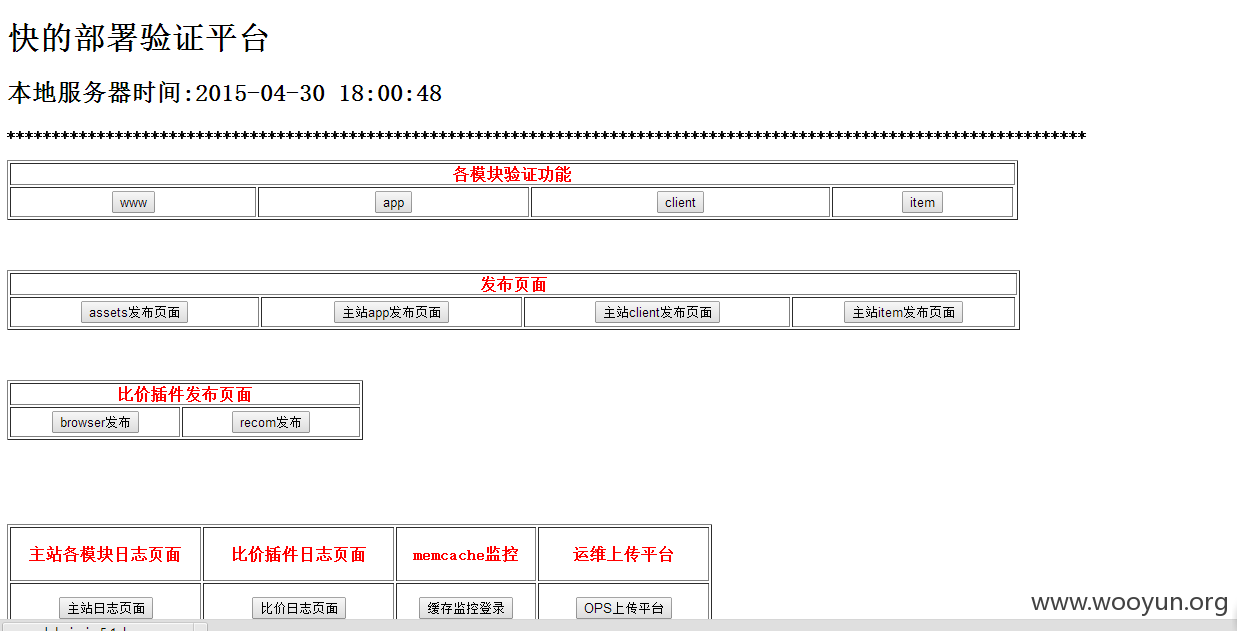 快的部署验证平台
本地服务器时间:2015-04-30 18:00:48
************************************************************************************************************************
各模块验证功能
www app client item
发布页面
assets发布页面 主站app发布页面 主站client发布页面 主站item发布页面
比价插件发布页面
browser发布 recom发布
主站各模块日志页面 比价插件日志页面 memcache监控 运维上传平台
主站日志页面 比价日志页面 缓存监控登录 OPS上传平台
www.wooyun.org